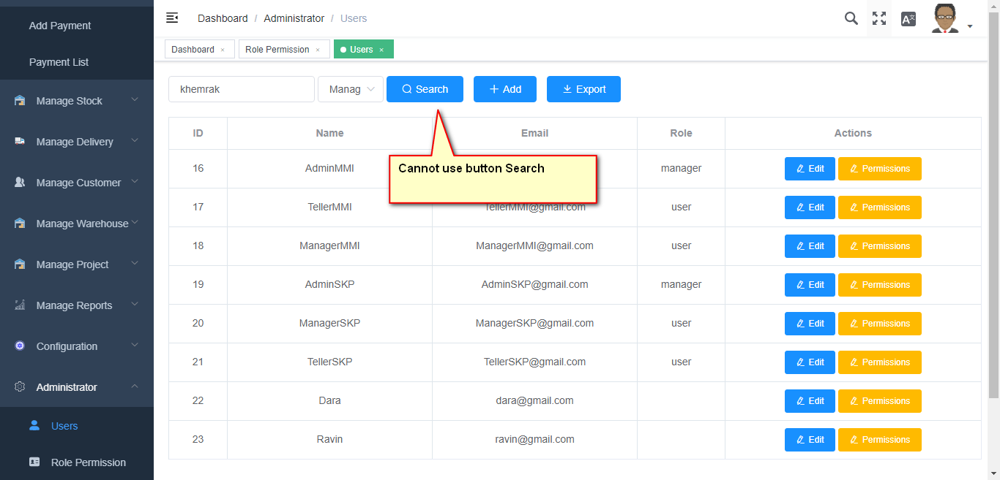 Add Payment
Payment List
Manage Stock
Manage Delivery
Manage Customer
Manage Warehouse
Manage Project
Manage Reports
Configuration
Administrator
Users
Role Permission
Dashboard / Administrator / Users
Dashboard × Role Permission × Users ×
khemrak Manag Search Add Export
ID Name Email Role Actions
16 AdminMMI manager Edit Permissions
Cannot use button Search
17 TellerMMI TellerMMI@gmail.com user Edit Permissions
18 ManagerMMI ManagerMMI@gmail.com user Edit Permissions
19 AdminSKP AdminSKP@gmail.com manager Edit Permissions
20 ManagerSKP ManagerSKP@gmail.com user Edit Permissions
21 TellerSKP TellerSKP@gmail.com user Edit Permissions
22 Dara dara@gmail.com Edit Permissions
23 Ravin ravin@gmail.com Edit Permissions